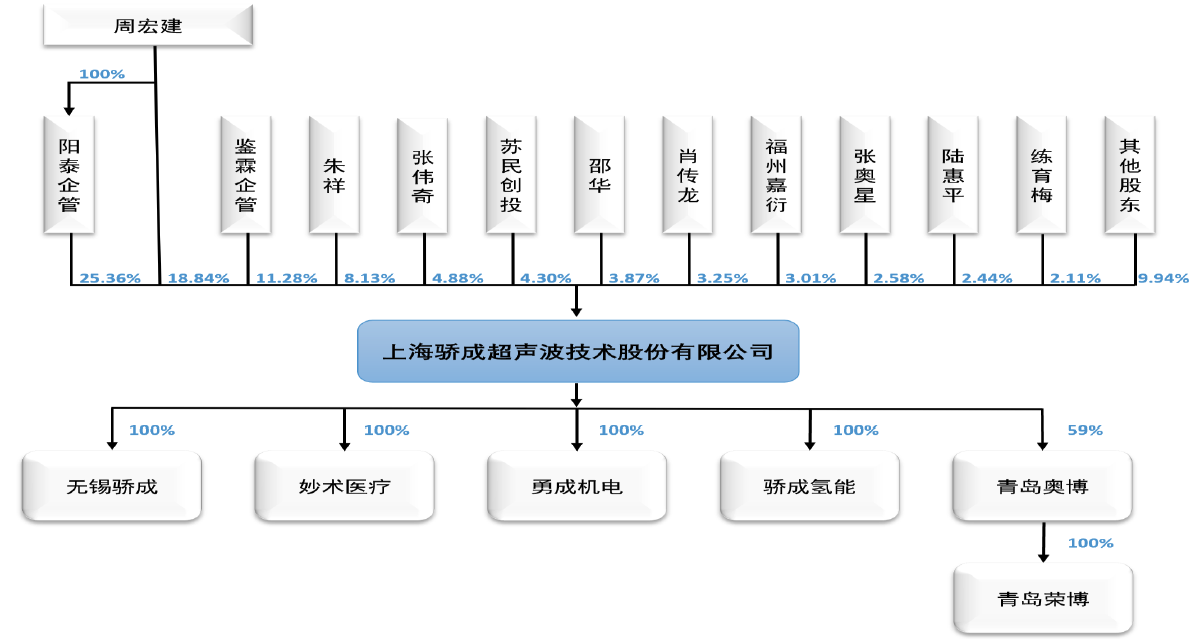 周宏建
100%
阳泰企管
鉴霖企管
朱祥
张伟奇
苏民创投
邵华
肖传龙
福州嘉衍
张奥星
陆惠平
练育梅
其他股东
25.36%
18.84%
11.28%
8.13%
4.88%
4.30%
3.87%
3.25%
3.01%
2.58%
2.44%
2.11%
9.94%
上海骄成超声波技术股份有限公司
100%
100%
100%
100%
59%
无锡骄成
妙术医疗
勇成机电
骄成氢能
青岛奥博
100%
青岛荣博